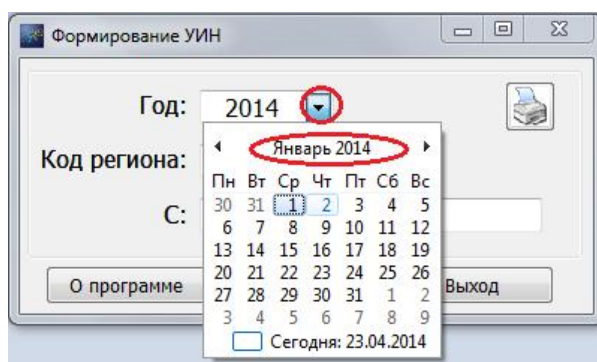 Формирование УИН
Год: 2014
Январь 2014
Код региона:
Пн Вт Ср Чт Пт Сб Вс
30 31 1 2 3 4 5
С:
6 7 8 9 10 11 12
13 14 15 16 17 18 19
20 21 22 23 24 25 26
О программе
Выход
27 28 29 30 31 1 2
3 4 5 6 7 8 9
Сегодня: 23.04.2014